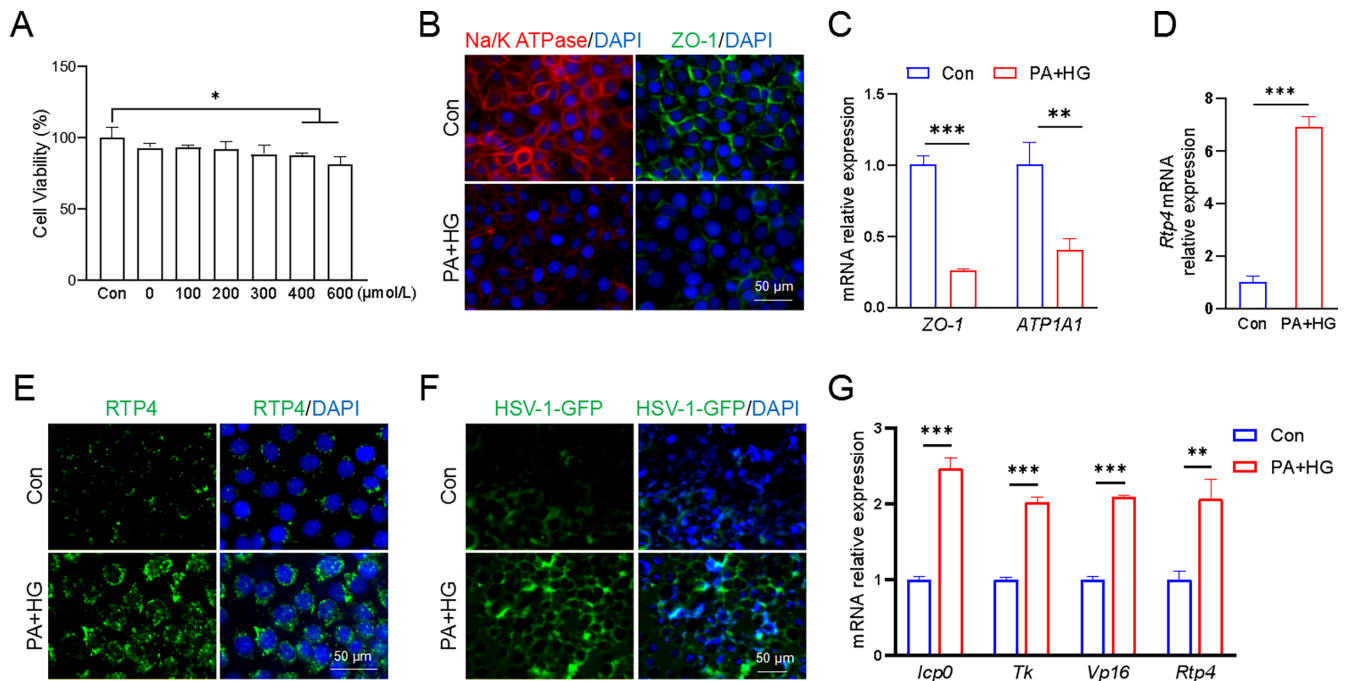 A
Cell Viability (%)
150
100
50
0
*
Con 0 100 200 300 400 600 (μmol/L)
B
Na/K ATPase/DAPI ZO-1/DAPI
Con
PA+HG
50 μm
C
Con PA+HG
mRNA relative expression
1.5
1.0
0.5
0.0
*** **
ZO-1 ATP1A1
D
Rtp4 mRNA
relative expression
8
6
4
2
0
***
Con PA+HG
E
RTP4 RTP4/DAPI
Con
PA+HG
50 μm
F
HSV-1-GFP HSV-1-GFP/DAPI
Con
PA+HG
50 μm
G
mRNA relative expression
3
2
1
0
*** *** *** **
Con
PA+HG
Icp0 Tk Vp16 Rtp4